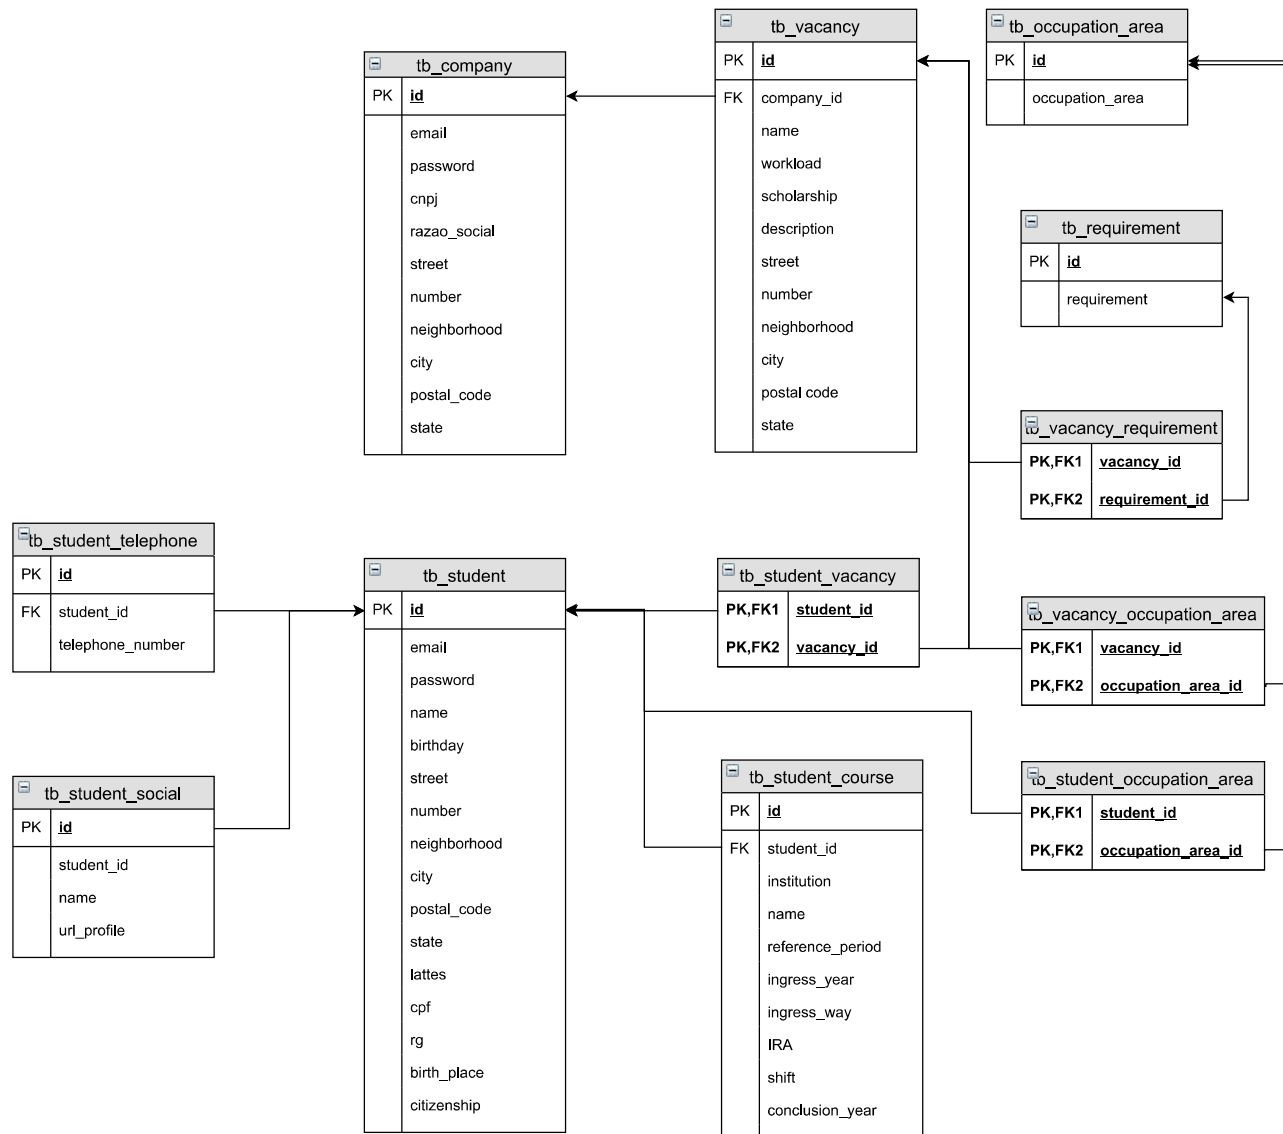 tb_company
PK id
email
password
cnpj
razao_social
street
number
neighborhood
city
postal_code
state
tb_vacancy
PK id
FK company_id
name
workload
scholarship
description
street
number
neighborhood
city
postal code
state
tb_occupation_area
PK id
occupation_area
tb_requirement
PK id
requirement
tb_vacancy_requirement
PK,FK1 vacancy_id
PK,FK2 requirement_id
tb_student_telephone
PK id
FK student_id
telephone_number
tb_student_social
PK id
student_id
name
url_profile
tb_student
PK id
email
password
name
birthday
street
number
neighborhood
city
postal_code
state
lattes
cpf
rg
birth_place
citizenship
tb_student_vacancy
PK,FK1 student_id
PK,FK2 vacancy_id
tb_student_course
PK id
FK student_id
institution
name
reference_period
ingress_year
ingress_way
IRA
shift
conclusion_year
tb_vacancy_occupation_area
PK,FK1 vacancy_id
PK,FK2 occupation_area_id
tb_student_occupation_area
PK,FK1 student_id
PK,FK2 occupation_area_id